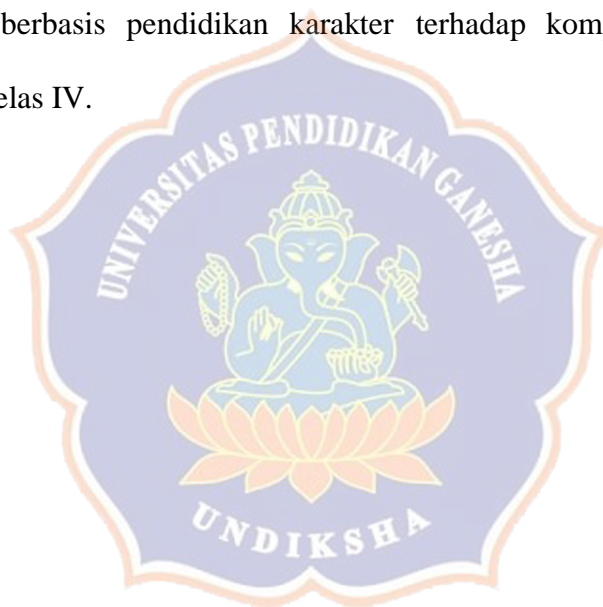 berbasis pendidikan karakter terhadap kom
elas IV.
UNIVERSITAS PENDIDIKAN GANESHA
UNDIKSHA